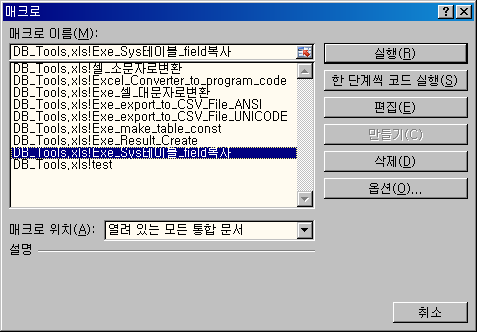 매크로
매크로 이름(M):
DB_Tools.xls!Exe_Sys테이블_field복사
DB_Tools.xls!셀_소문자로변환
DB_Tools.xls!Excel_Converter_to_program_code
DB_Tools.xls!Exe_셀_대문자로변환
DB_Tools.xls!Exe_export_to_CSV_File_ANSI
DB_Tools.xls!Exe_export_to_CSV_File_UNICODE
DB_Tools.xls!Exe_make_table_const
DB_Tools.xls!Exe_Result_Create
DB_Tools.xls!Exe_Sys테이블_field복사
DB_Tools.xls!test
실행(R)
한 단계씩 코드 실행(S)
편집(E)
만들기(C)
삭제(D)
옵션(O)...
매크로 위치(A):
열려 있는 모든 통합 문서
설명
취소